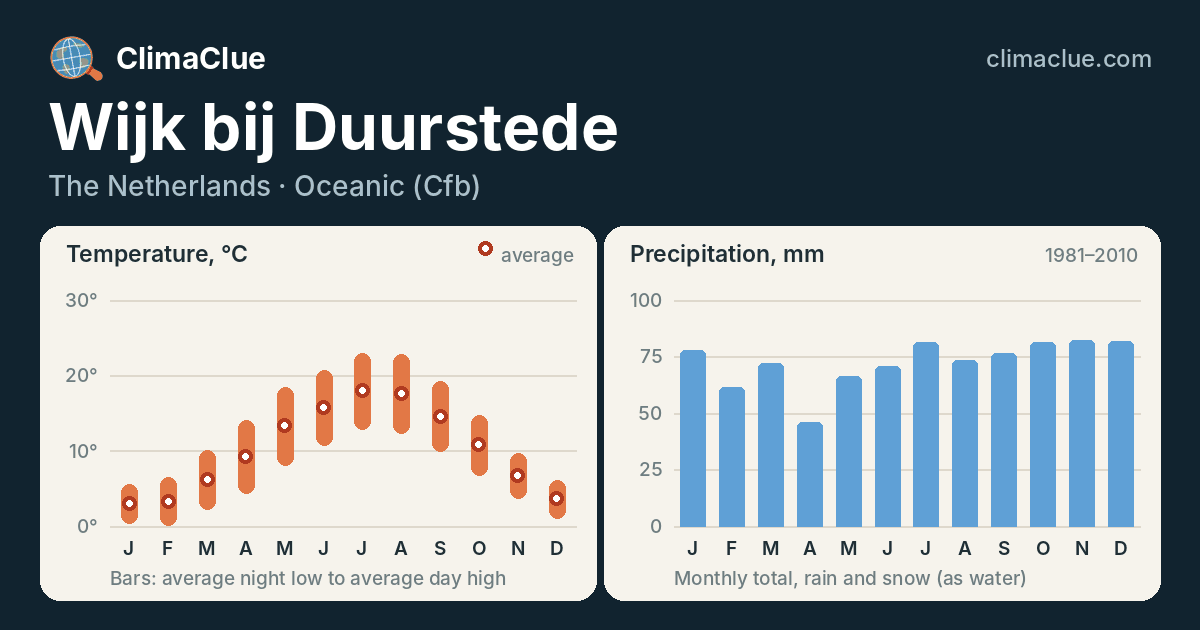 ClimaClue
climaclue.com
Wijk bij Duurstede
The Netherlands · Oceanic (Cfb)
Temperature, °C
average
30°
20°
10°
0°
J F M A M J J A S O N D
Bars: average night low to average day high
Precipitation, mm
1981–2010
100
75
50
25
0
J F M A M J J A S O N D
Monthly total, rain and snow (as water)